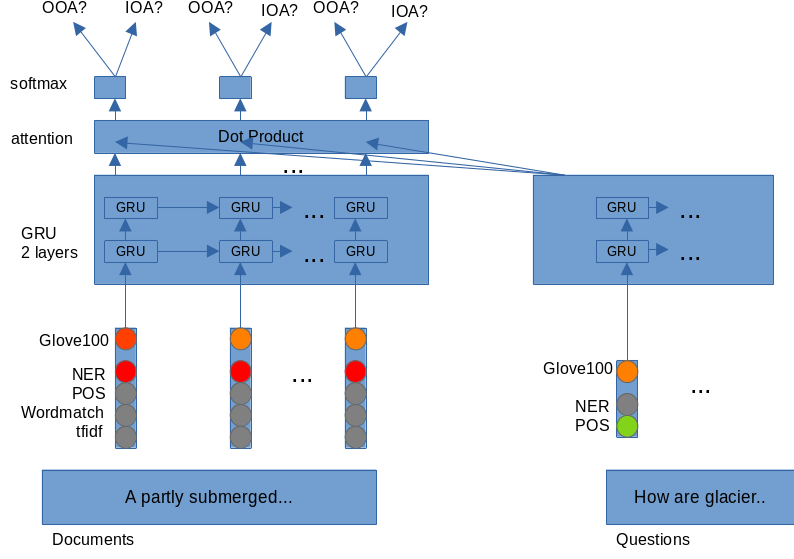 OOA? IOA? OOA? IOA? OOA? IOA?
softmax
attention Dot Product
...
GRU GRU ... GRU GRU ...
GRU
2 layers
GRU GRU ... GRU GRU ...
Glove100
NER
POS
Wordmatch
tfidf
...
Glove100
NER
POS
...
A partly submerged...
How are glacier..
Documents
Questions